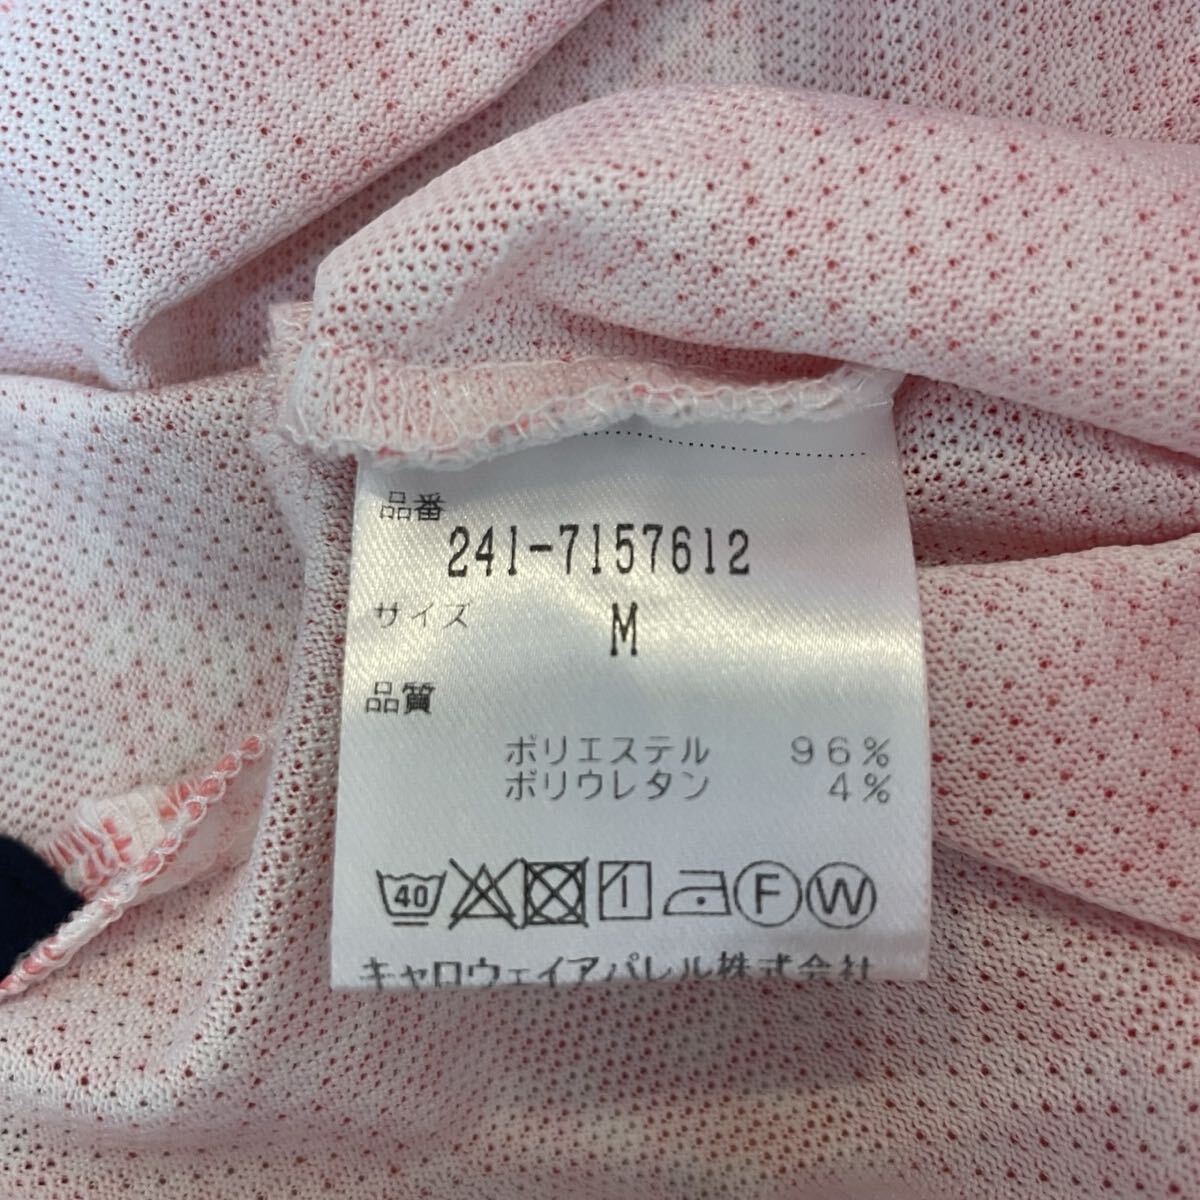 品番
241-7157612
サイズ M
品質
ポリエステル 96%
ポリウレタン 4%
40 F W
キャロウェイアパレル株式会社